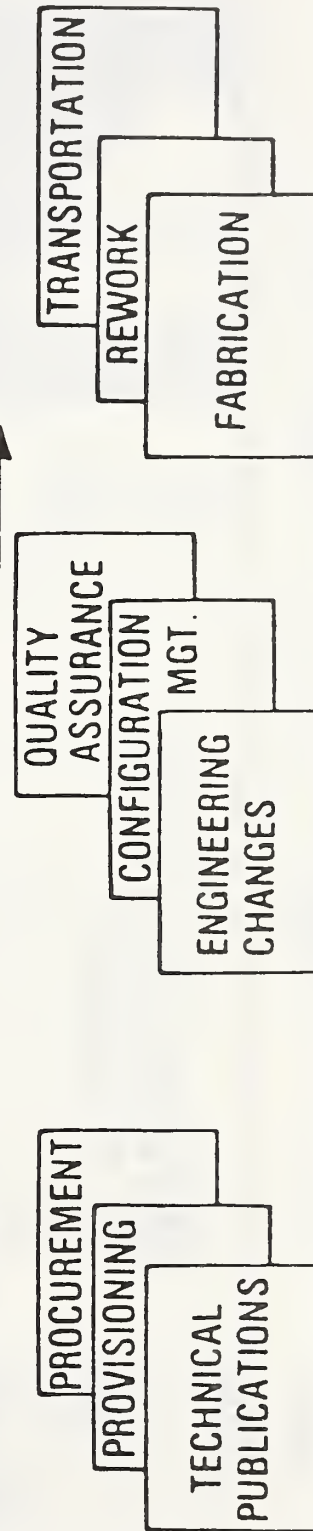 PROCUREMENT
PROVISIONING
TECHNICAL
PUBLICATIONS
QUALITY
ASSURANCE
CONFIGURATION
MGT.
ENGINEERING
CHANGES
TRANSPORTATION
REWORK
FABRICATION